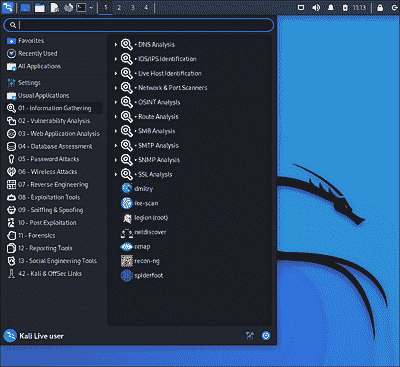 1 2 3 4
11:13
Favorites
Recently Used
All Applications
Settings
Usual Applications
01 - Information Gathering
02 - Vulnerability Analysis
03 - Web Application Analysis
04 - Database Assessment
05 - Password Attacks
06 - Wireless Attacks
07 - Reverse Engineering
08 - Exploitation Tools
09 - Sniffing & Spoofing
10 - Post Exploitation
11 - Forensics
12 - Reporting Tools
13 - Social Engineering Tools
42 - Kali & OffSec Links
• DNS Analysis
• IDS/IPS Identification
• Live Host Identification
• Network & Port Scanners
• OSINT Analysis
• Route Analysis
• SMB Analysis
• SMTP Analysis
• SNMP Analysis
• SSL Analysis
dmitry
ike-scan
legion (root)
netdiscover
nmap
recon-ng
spiderfoot
Kali Live user